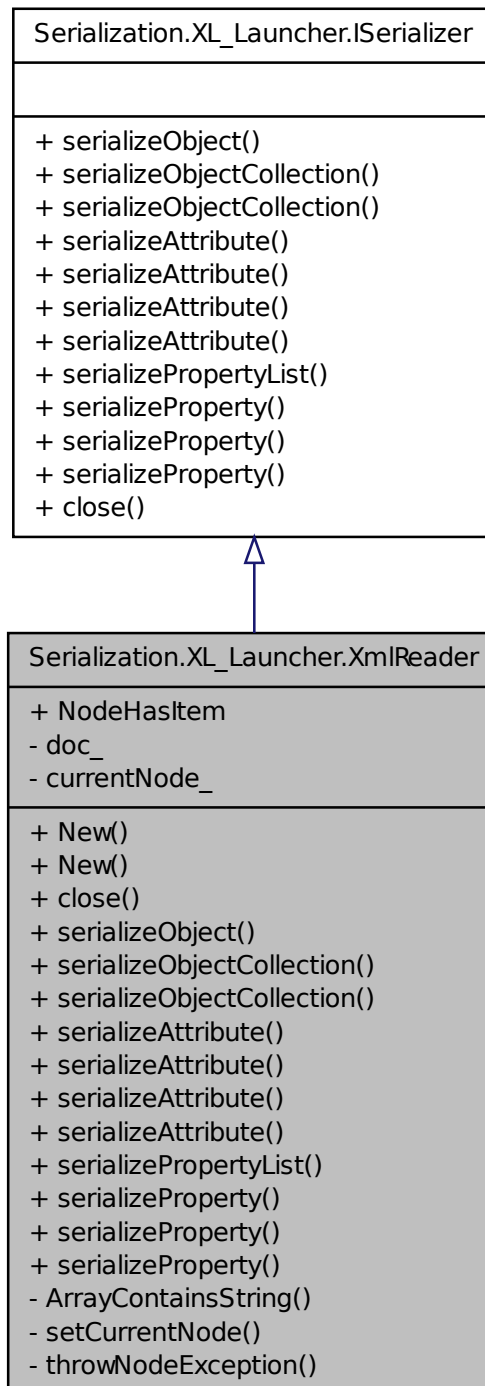 Serialization.XL_Launcher.ISerializer
+ serializeObject()
+ serializeObjectCollection()
+ serializeObjectCollection()
+ serializeAttribute()
+ serializeAttribute()
+ serializeAttribute()
+ serializeAttribute()
+ serializePropertyList()
+ serializeProperty()
+ serializeProperty()
+ serializeProperty()
+ close()
Serialization.XL_Launcher.XmlReader
+ NodeHasItem
- doc_
- currentNode_
+ New()
+ New()
+ close()
+ serializeObject()
+ serializeObjectCollection()
+ serializeObjectCollection()
+ serializeAttribute()
+ serializeAttribute()
+ serializeAttribute()
+ serializeAttribute()
+ serializePropertyList()
+ serializeProperty()
+ serializeProperty()
+ serializeProperty()
- ArrayContainsString()
- setCurrentNode()
- throwNodeException()